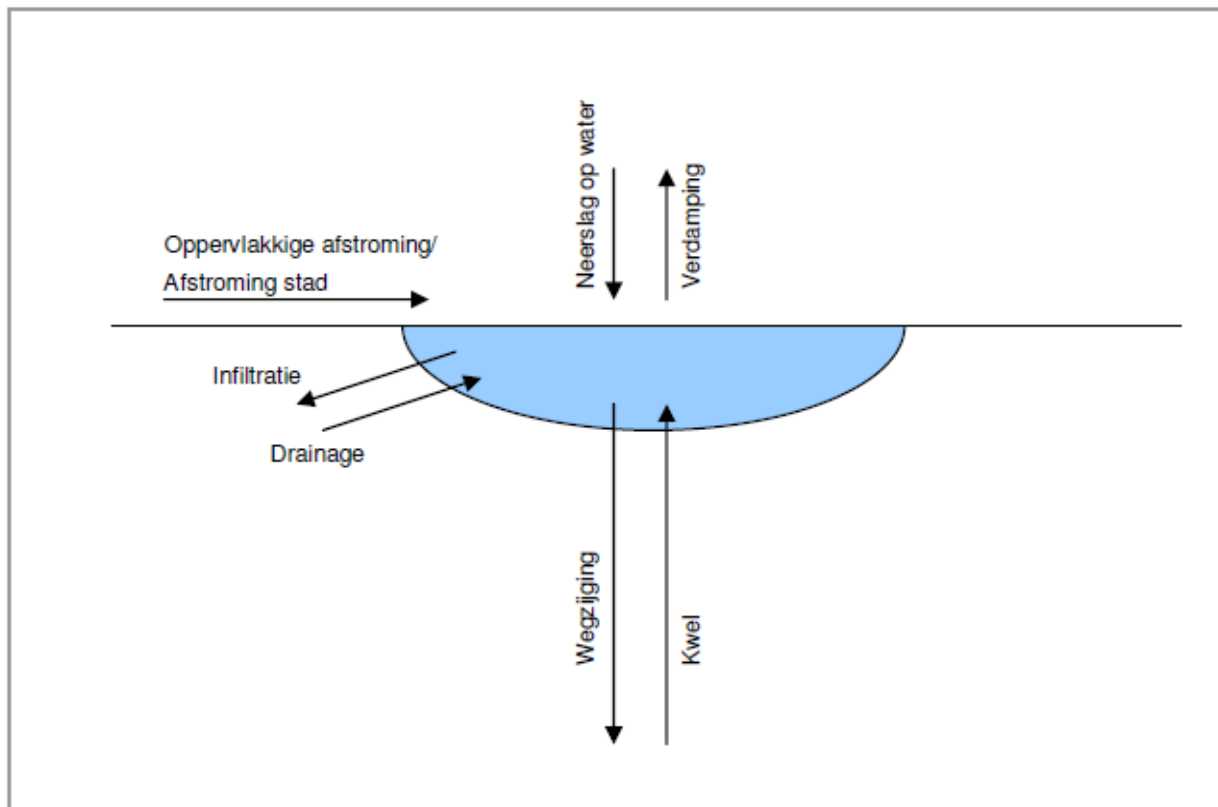 Neerslag op water
Verdamping
Oppervlakkige afstroming/
Afstroming stad
Infiltratie
Drainage
Wegzijging
Kwel